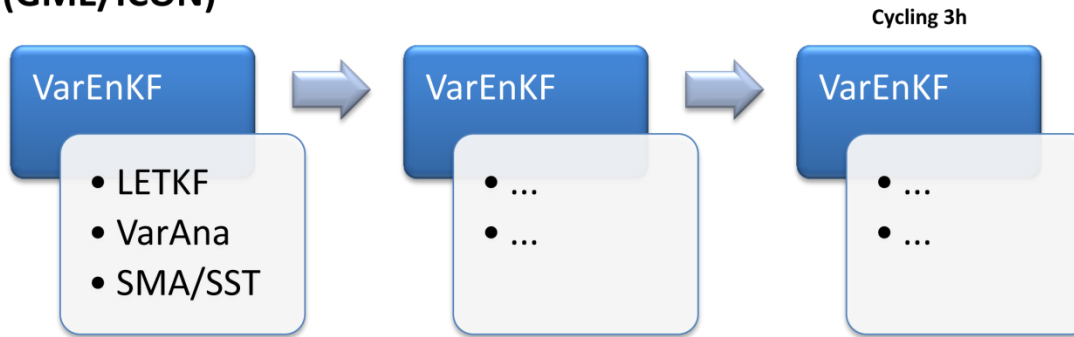 (GME/ICON)
Cycling 3h
VarEnKF
• LETKF
• VarAna
• SMA/SST
VarEnKF
• ...
• ...
VarEnKF
• ...
• ...